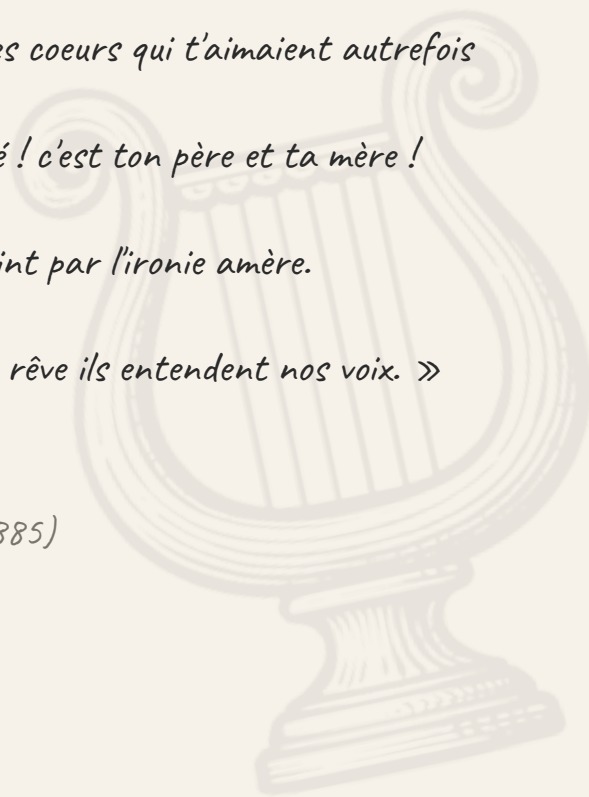 es coeurs qui t'aimaient autrefois
é ! c'est ton père et ta mère !
int par l'ironie amère.
rêve ils entendent nos voix. »
885)